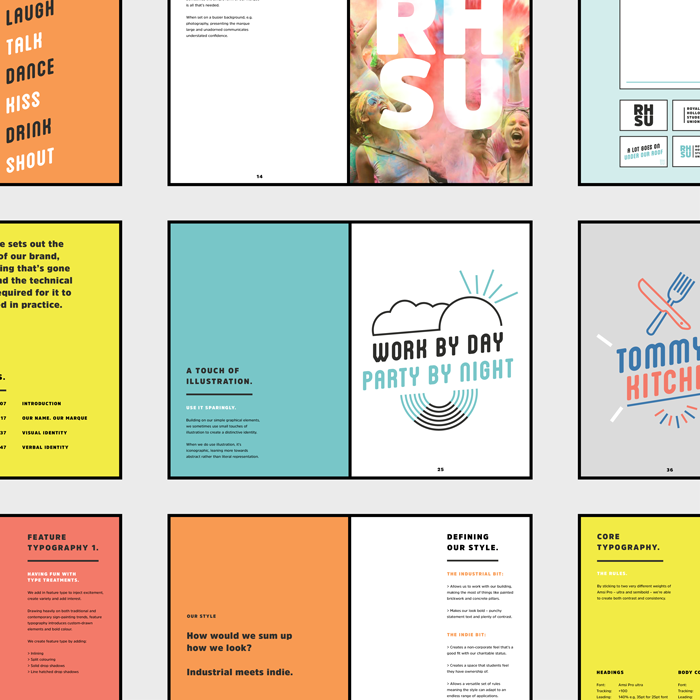 LAUGH
TALK
DANCE
KISS
DRINK
SHOUT
is all that's needed.
When set on a busier background, e.g.
photography, presenting the marque
large and unadorned communicates
understated confidence.
14
RH
SU
RH
SU
ROYAL
HOLLO
STUDE
UNION
A LOT GOES ON
UNDER OUR ROOF
RH
SU
e sets out the
of our brand,
ing that's gone
nd the technical
equired for it to
d in practice.
S.
07 INTRODUCTION
17 OUR NAME. OUR MARQUE
37 VISUAL IDENTITY
47 VERBAL IDENTITY
A TOUCH OF
ILLUSTRATION.
USE IT SPARINGLY.
Building on our simple graphical elements,
we sometimes use small touches of
illustration to create a distinctive identity.
When we do use illustration, it's
iconographic, leaning more towards
abstract rather than literal representation.
WORK BY DAY
PARTY BY NIGHT
25
TOMMY
KITCHE
36
FEATURE
TYPOGRAPHY 1.
HAVING FUN WITH
TYPE TREATMENTS.
We add in feature type to inject excitement,
create variety and add interest.
Drawing heavily on both traditional and
contemporary sign-painting trends, feature
typography introduces custom-drawn
elements and bold colour.
We create feature type by adding:
> Inlining
> Split colouring
> Solid drop shadows
> Line hatched drop shadows
OUR STYLE
How would we sum up
how we look?
Industrial meets indie.
DEFINING
OUR STYLE.
THE INDUSTRIAL BIT:
> Allows us to work with our building,
making the most of things like painted
brickwork and concrete pillars.
> Makes our look bold – punchy
statement text and plenty of contrast.
THE INDIE BIT:
> Creates a non-corporate feel that's a
good fit with our charitable status.
> Creates a space that students feel
they have ownership of.
> Allows a versatile set of rules
meaning the style can adapt to an
endless range of applications.
CORE
TYPOGRAPHY.
THE RULES.
By sticking to two very different weights of
Amsi Pro – ultra and semibold – we're able
to create both contrast and consistency.
HEADINGS
Font: Amsi Pro ultra
Tracking: +100
Leading: 140% e.g. 35pt for 25pt font
BODY CO
Font:
Tracking:
Leading: